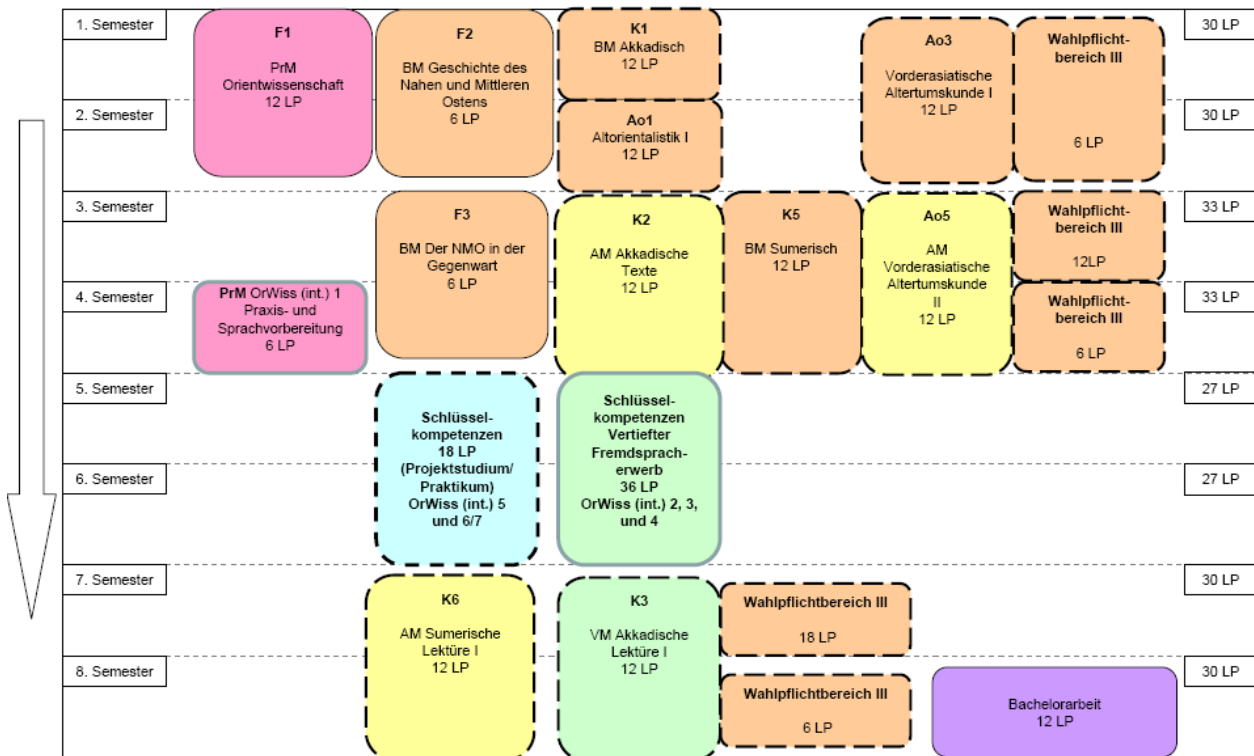 1. Semester
30 LP
F1
PrM
Orientwissenschaft
12 LP
F2
BM Geschichte des
Nahen und Mittleren
Ostens
6 LP
K1
BM Akkadisch
12 LP
Ao3
Vorderasiatische
Altertumskunde I
12 LP
Wahlpflicht-
bereich III
6 LP
2. Semester
30 LP
Ao1
Altorientalistik I
12 LP
3. Semester
33 LP
F3
BM Der NMO in der
Gegenwart
6 LP
K2
AM Akkadische
Texte
12 LP
K5
BM Sumerisch
12 LP
Ao5
AM
Vorderasiatische
Altertumskunde
II
12 LP
Wahlpflicht-
bereich III
12LP
4. Semester
33 LP
PrM OrWiss (int.) 1
Praxis- und
Sprachvorbereitung
6 LP
Wahlpflicht-
bereich III
6 LP
5. Semester
27 LP
Schlüssel-
kompetenzen
18 LP
(Projektstudium/
Praktikum)
OrWiss (int.) 5
und 6/7
Schlüssel-
kompetenzen
Vertiefter
Fremdsprach-
erwerb
36 LP
OrWiss (int.) 2, 3,
und 4
6. Semester
27 LP
7. Semester
30 LP
K6
AM Sumerische
Lektüre I
12 LP
K3
VM Akkadische
Lektüre I
12 LP
Wahlpflichtbereich III
18 LP
8. Semester
30 LP
Wahlpflichtbereich III
6 LP
Bachelorarbeit
12 LP